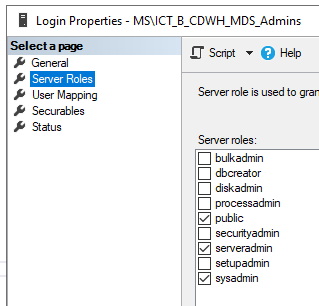 Login Properties - MS\ICT_B_CDWH_MDS_Admins
Select a page
General
Server Roles
User Mapping
Securables
Status
Script
Help
Server role is used to gran
Server roles:
bulkadmin
dbcreator
diskadmin
processadmin
public
securityadmin
serveradmin
setupadmin
sysadmin